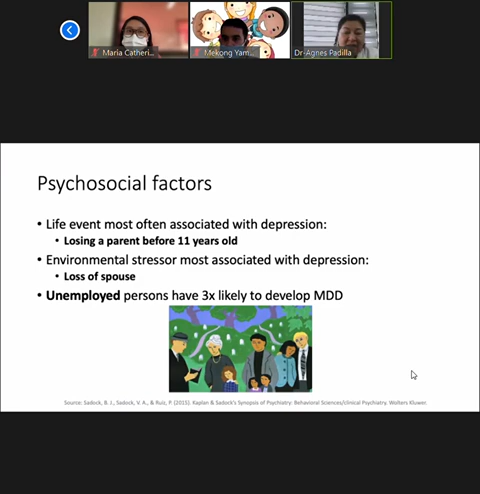 Maria Catheri...
Mekong Yam...
Dr-Agnes Padilla
Psychosocial factors
• Life event most often associated with depression:
• Losing a parent before 11 years old
• Environmental stressor most associated with depression:
• Loss of spouse
• Unemployed persons have 3x likely to develop MDD
Source: Sadock, B. J., Sadock, V. A., & Ruiz, P. (2015). Kaplan & Sadock's Synopsis of Psychiatry: Behavioral Sciences/clinical Psychiatry. Wolters Kluwer.